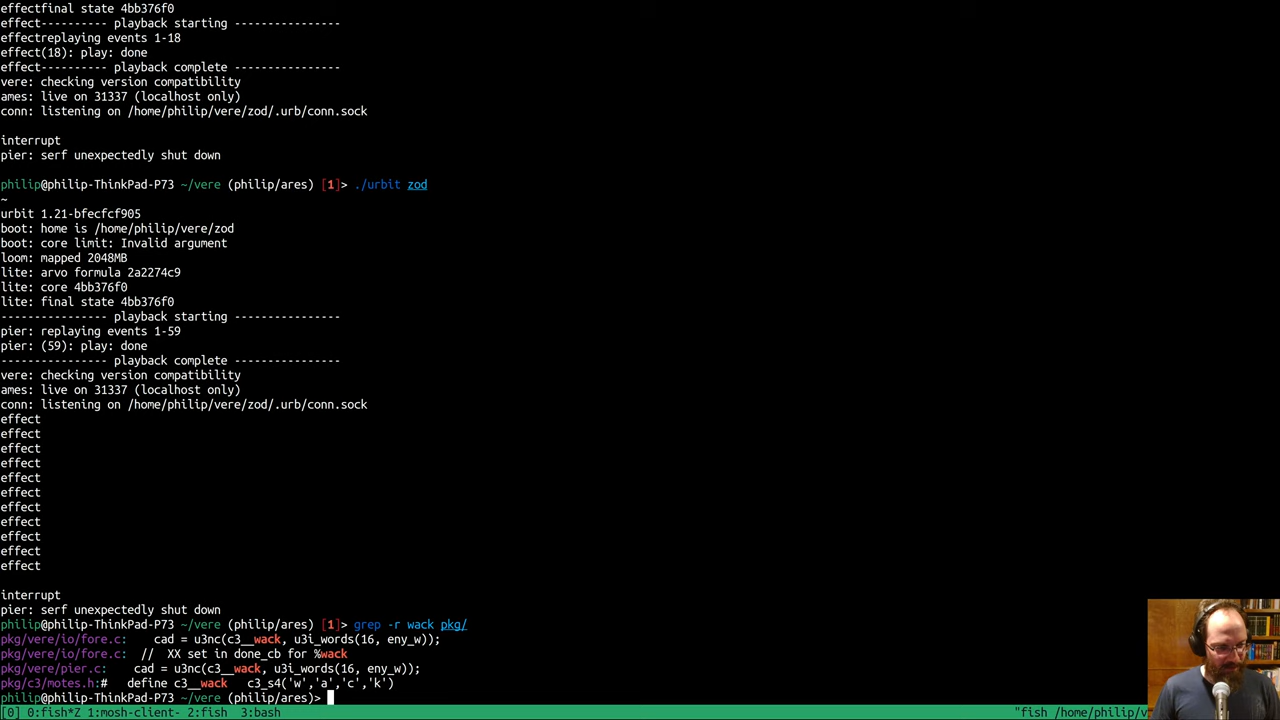 effectfinal state 4bb376f0
effect---------- playback starting ----------------
effectreplaying events 1-18
effect(18): play: done
effect---------- playback complete ----------------
vere: checking version compatibility
ames: live on 31337 (localhost only)
conn: listening on /home/philip/vere/zod/.urb/conn.sock
interrupt
pier: serf unexpectedly shut down
philip@philip-ThinkPad-P73 ~/vere (philip/ares) [1]> ./urbit zod
~
urbit 1.21-bfecfcf905
boot: home is /home/philip/vere/zod
boot: core limit: Invalid argument
loom: mapped 2048MB
lite: arvo formula 2a2274c9
lite: core 4bb376f0
lite: final state 4bb376f0
---------------- playback starting ----------------
pier: replaying events 1-59
pier: (59): play: done
---------------- playback complete ----------------
vere: checking version compatibility
ames: live on 31337 (localhost only)
conn: listening on /home/philip/vere/zod/.urb/conn.sock
effect
effect
effect
effect
effect
effect
effect
effect
effect
effect
effect
interrupt
pier: serf unexpectedly shut down
philip@philip-ThinkPad-P73 ~/vere (philip/ares) [1]> grep -r wack pkg/
pkg/vere/io/fore.c:    cad = u3nc(c3__wack, u3i_words(16, eny_w));
pkg/vere/io/fore.c:  //  XX set in done_cb for %wack
pkg/vere/pier.c:    cad = u3nc(c3__wack, u3i_words(16, eny_w));
pkg/c3/motes.h:#   define c3__wack   c3_s4('w','a','c','k')
philip@philip-ThinkPad-P73 ~/vere (philip/ares)>
[0] 0:fish*Z 1:mosh-client- 2:fish  3:bash "fish /home/philip/v